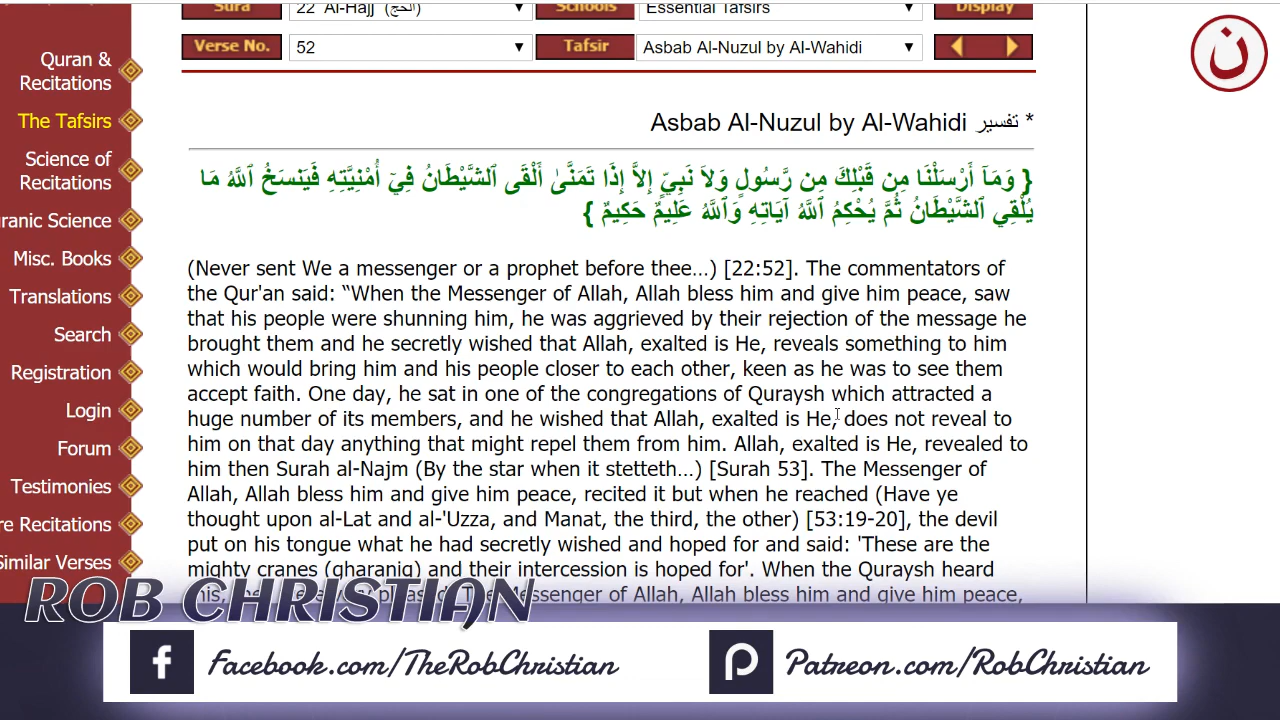 Sura
22 Al-Hajj (الحج)
Schools
Essential Tafsirs
Display
Verse No.
52
Tafsir
Asbab Al-Nuzul by Al-Wahidi
ن
Quran &
Recitations
The Tafsirs
Science of
Recitations
ranic Science
Misc. Books
Translations
Search
Registration
Login
Forum
Testimonies
re Recitations
Similar Verses
* تفسير Asbab Al-Nuzul by Al-Wahidi
{ وَمَآ أَرْسَلْنَا مِن قَبْلِكَ مِن رَّسُولٍ وَلاَ نَبِيٍّ إِلاَّ إِذَا تَمَنَّىٰ أَلْقَى ٱلشَّيْطَانُ فِيۤ أُمْنِيَّتِهِ فَيَنسَخُ ٱللَّهُ مَا
يُلْقِي ٱلشَّيْطَانُ ثُمَّ يُحْكِمُ ٱللَّهُ آيَاتِهِ وَٱللَّهُ عَلِيمٌ حَكِيمٌ }
(Never sent We a messenger or a prophet before thee…) [22:52]. The commentators of
the Qur'an said: “When the Messenger of Allah, Allah bless him and give him peace, saw
that his people were shunning him, he was aggrieved by their rejection of the message he
brought them and he secretly wished that Allah, exalted is He, reveals something to him
which would bring him and his people closer to each other, keen as he was to see them
accept faith. One day, he sat in one of the congregations of Quraysh which attracted a
huge number of its members, and he wished that Allah, exalted is He, does not reveal to
him on that day anything that might repel them from him. Allah, exalted is He, revealed to
him then Surah al-Najm (By the star when it stetteth…) [Surah 53]. The Messenger of
Allah, Allah bless him and give him peace, recited it but when he reached (Have ye
thought upon al-Lat and al-'Uzza, and Manat, the third, the other) [53:19-20], the devil
put on his tongue what he had secretly wished and hoped for and said: 'These are the
mighty cranes (gharaniq) and their intercession is hoped for'. When the Quraysh heard
Messenger of Allah, Allah bless him and give him peace,
ROB CHRISTIAN
Facebook.com/TheRobChristian
Patreon.com/RobChristian